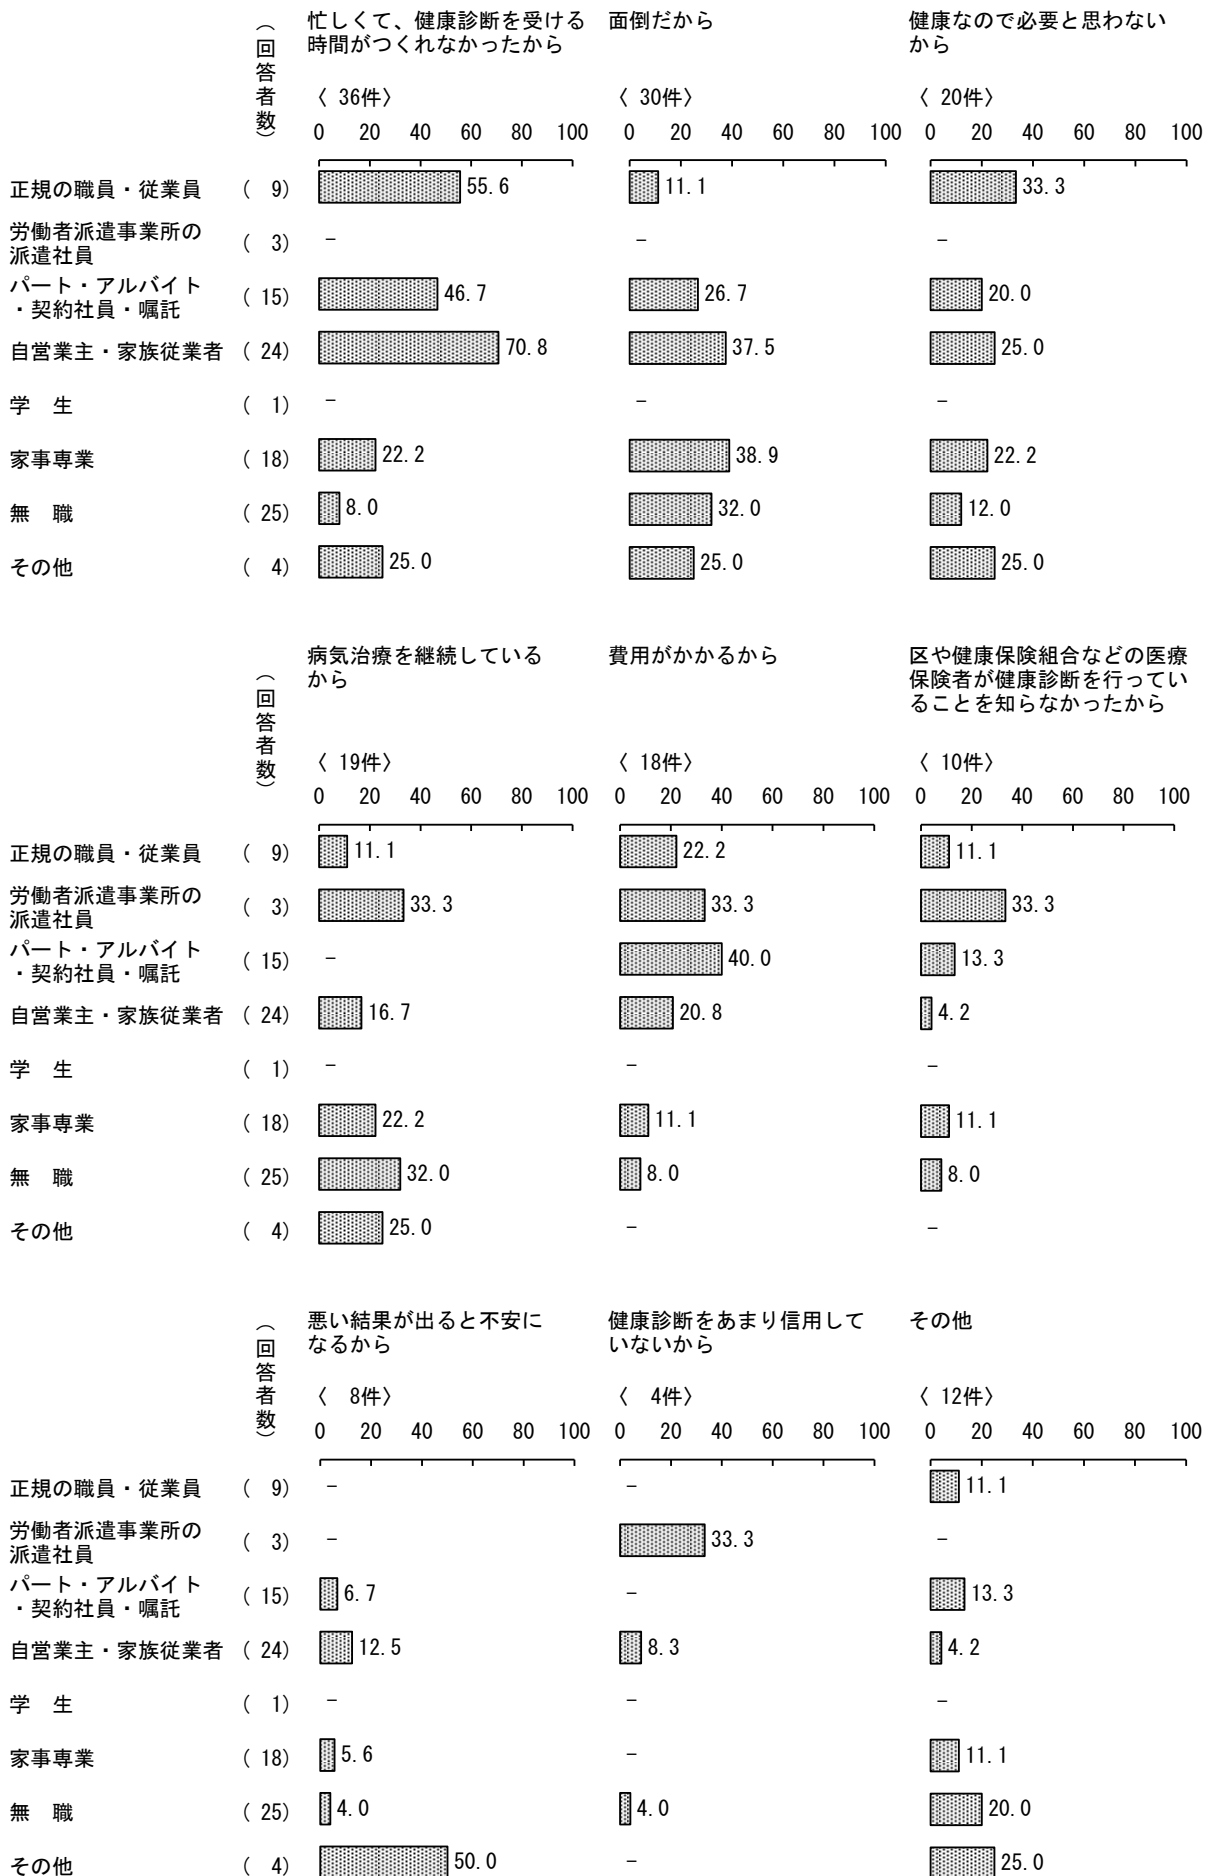 （回答者数）
忙しくて、健康診断を受ける
時間がつくれなかったから
面倒だから
健康なので必要と思わない
から
〈 36件〉
〈 30件〉
〈 20件〉
0 20 40 60 80 100
0 20 40 60 80 100
0 20 40 60 80 100
正規の職員・従業員 （ 9） 55.6 11.1 33.3
労働者派遣事業所の
派遣社員
（ 3） － － －
パート・アルバイト
・契約社員・嘱託
（ 15） 46.7 26.7 20.0
自営業主・家族従業者 （ 24） 70.8 37.5 25.0
学 生 （ 1） － － －
家事専業 （ 18） 22.2 38.9 22.2
無 職 （ 25） 8.0 32.0 12.0
その他 （ 4） 25.0 25.0 25.0
（回答者数）
病気治療を継続している
から
費用がかかるから
区や健康保険組合などの医療
保険者が健康診断を行ってい
ることを知らなかったから
〈 19件〉
〈 18件〉
〈 10件〉
0 20 40 60 80 100
0 20 40 60 80 100
0 20 40 60 80 100
正規の職員・従業員 （ 9） 11.1 22.2 11.1
労働者派遣事業所の
派遣社員
（ 3） 33.3 33.3 33.3
パート・アルバイト
・契約社員・嘱託
（ 15） － 40.0 13.3
自営業主・家族従業者 （ 24） 16.7 20.8 4.2
学 生 （ 1） － － －
家事専業 （ 18） 22.2 11.1 11.1
無 職 （ 25） 32.0 8.0 8.0
その他 （ 4） 25.0 － －
（回答者数）
悪い結果が出ると不安に
なるから
健康診断をあまり信用して
いないから
その他
〈 8件〉
〈 4件〉
〈 12件〉
0 20 40 60 80 100
0 20 40 60 80 100
0 20 40 60 80 100
正規の職員・従業員 （ 9） － － 11.1
労働者派遣事業所の
派遣社員
（ 3） － 33.3 －
パート・アルバイト
・契約社員・嘱託
（ 15） 6.7 － 13.3
自営業主・家族従業者 （ 24） 12.5 8.3 4.2
学 生 （ 1） － － －
家事専業 （ 18） 5.6 － 11.1
無 職 （ 25） 4.0 4.0 20.0
その他 （ 4） 50.0 － 25.0